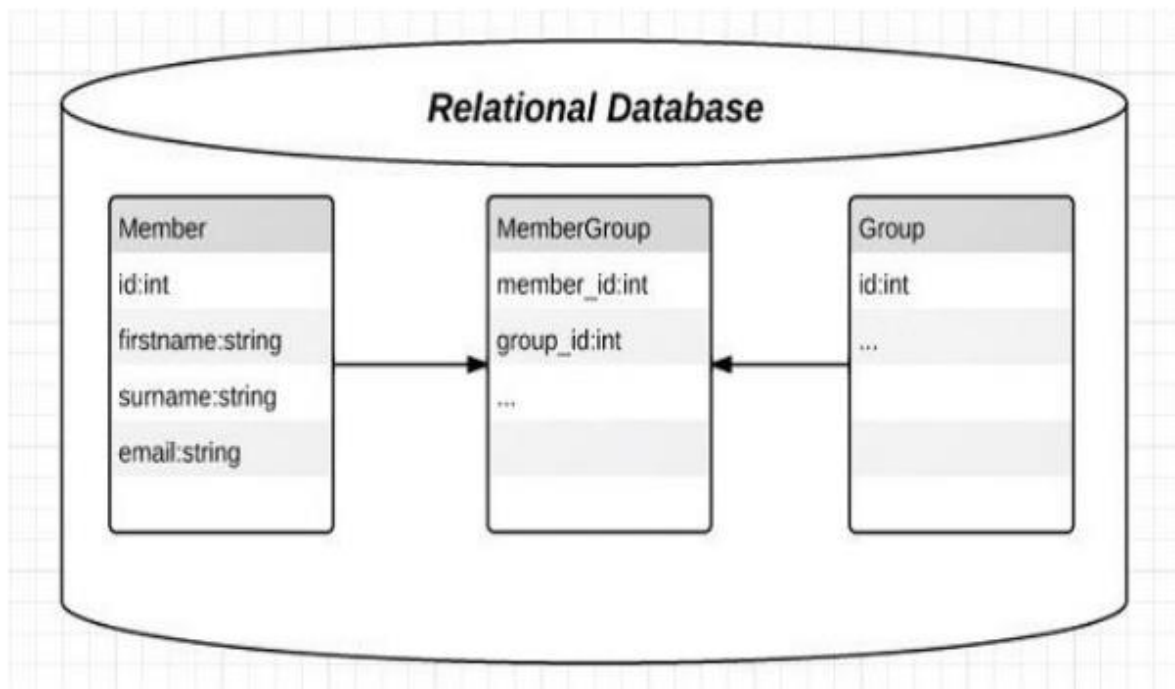 Relational Database
Member
id:int
firstname:string
surname:string
email:string
MemberGroup
member_id:int
group_id:int
...
Group
id:int
...